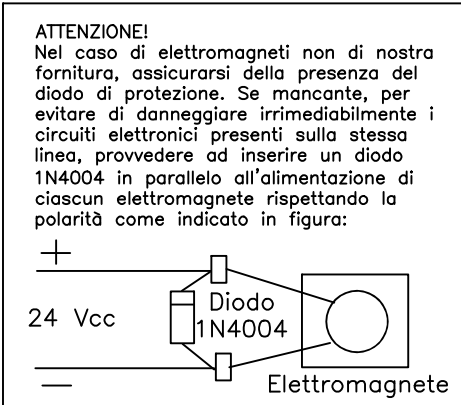 ATTENZIONE!
Nel caso di elettromagneti non di nostra
fornitura, assicurarsi della presenza del
diodo di protezione. Se mancante, per
evitare di danneggiare irrimediabilmente i
circuiti elettronici presenti sulla stessa
linea, provvedere ad inserire un diodo
1N4004 in parallelo all'alimentazione di
ciascun elettromagnete rispettando la
polarità come indicato in figura:
+
24 Vcc
Diodo
1N4004
—
Elettromagnete